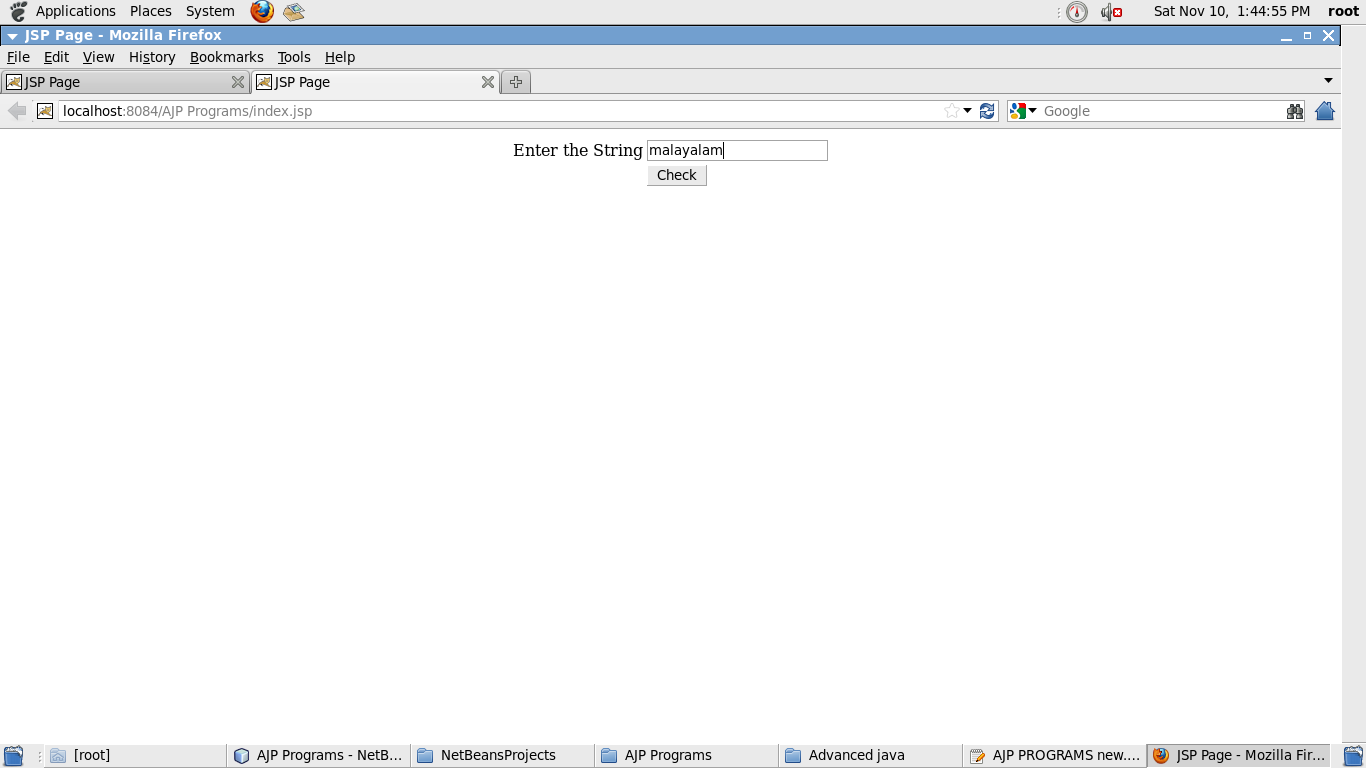 Applications Places System Sat Nov 10, 1:44:55 PM root
JSP Page - Mozilla Firefox
File Edit View History Bookmarks Tools Help
JSP Page JSP Page
localhost:8084/AJP Programs/index.jsp Google
Enter the String malayalam
Check
[root] AJP Programs - NetB... NetBeansProjects AJP Programs Advanced java AJP PROGRAMS new.... JSP Page - Mozilla Fir...